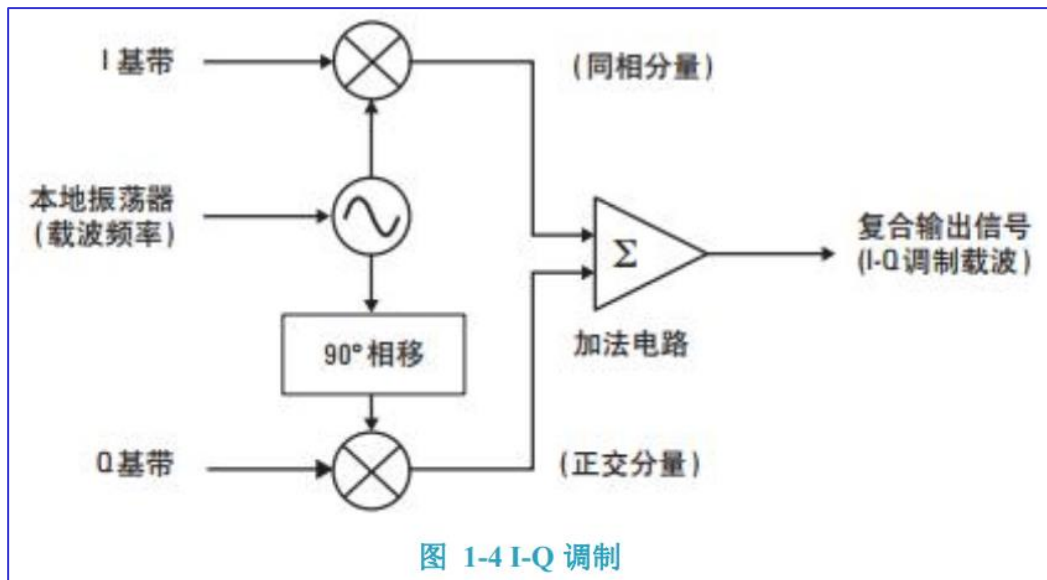 I 基带
(同相分量)
本地振荡器
(载波频率)
Σ
复合输出信号
(I-Q 调制载波)
加法电路
90° 相移
Q 基带
(正交分量)
图 1-4 I-Q 调制